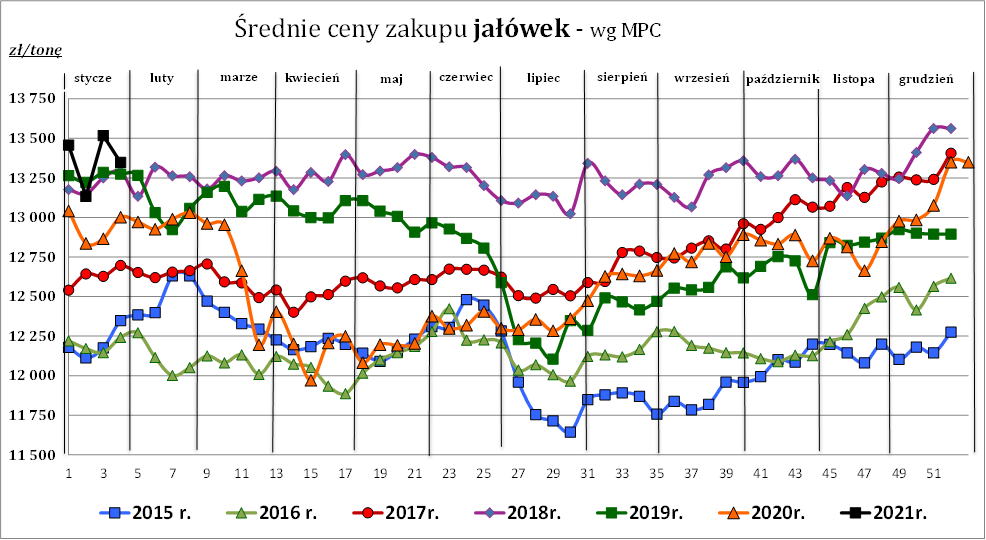 Średnie ceny zakupu jałówek - wg MPC
zł/tonę
stycze luty marze kwiecień maj czerwiec lipiec sierpień wrzesień październik listopa grudzień
13 750
13 500
13 250
13 000
12 750
12 500
12 250
12 000
11 750
11 500
1 3 5 7 9 11 13 15 17 19 21 23 25 27 29 31 33 35 37 39 41 43 45 47 49 51
2015 r. 2016 r. 2017r. 2018r. 2019r. 2020r. 2021r.